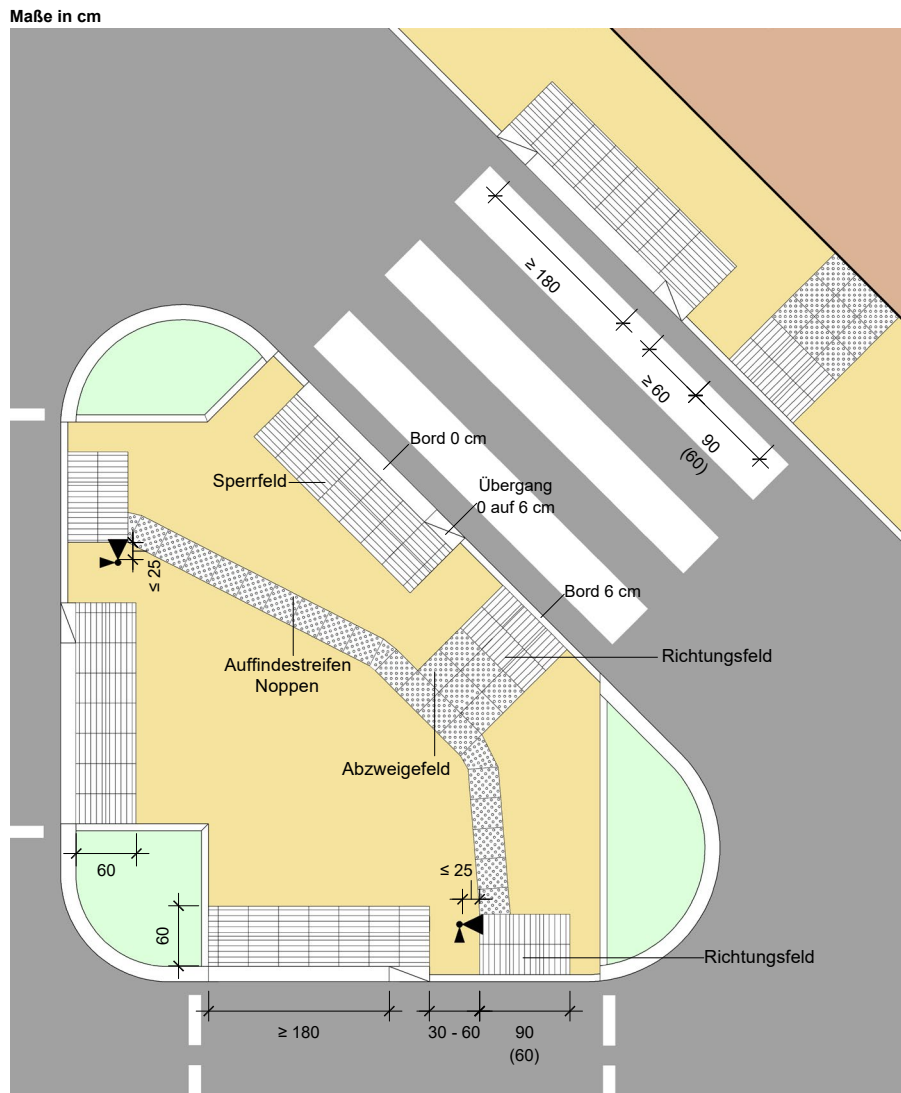 Maße in cm
≥ 180
≥ 60
90
(60)
Bord 0 cm
Sperrfeld
Übergang
0 auf 6 cm
≤ 25
Bord 6 cm
Auffindestreifen
Noppen
Richtungsfeld
Abzweigefeld
60
≤ 25
60
Richtungsfeld
≥ 180
30 - 60
90
(60)